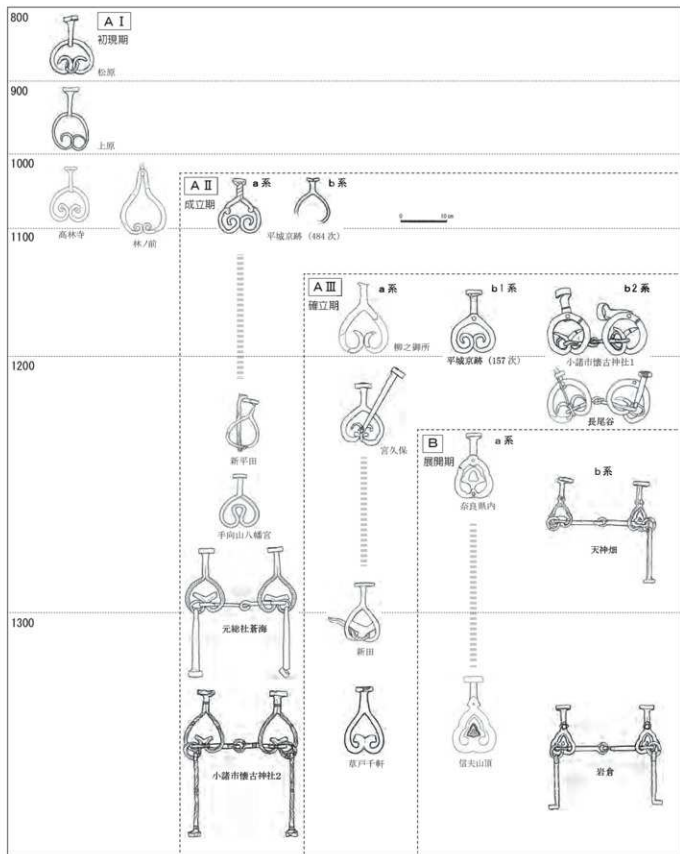 800
AⅠ
初現期
松原
900
上原
1000
高林寺
林ノ前
AⅡ
成立期
a系
b系
平城京跡（484次）
0 10㎝
1100
AⅢ
確立期
a系
b1系
b2系
柳之御所
平城京跡（157次）
小諸市懐古神社1
1200
長尾谷
新平田
宮久保
B
展開期
a系
奈良県内
b系
天神畑
手向山八幡宮
1300
元総社蒼海
新田
小諸市懐古神社2
草戸千軒
信夫山頂
岩倉